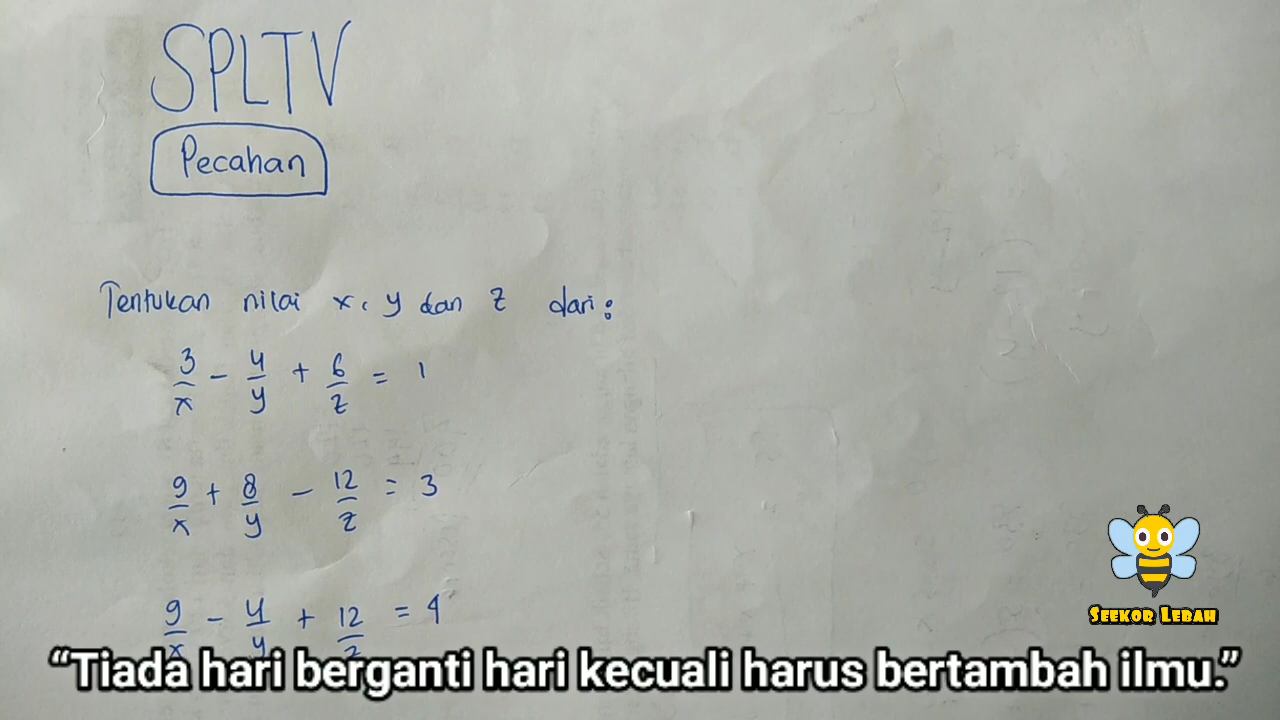 SPLTV
Pecahan
Tentukan nilai x, y dan z dari:
3/x - 4/y + 6/z = 1
9/x + 8/y - 12/z = 3
9/x - 4/y + 12/z = 4
SEEKOR LEBAH
“Tiada hari berganti hari kecuali harus bertambah ilmu.”